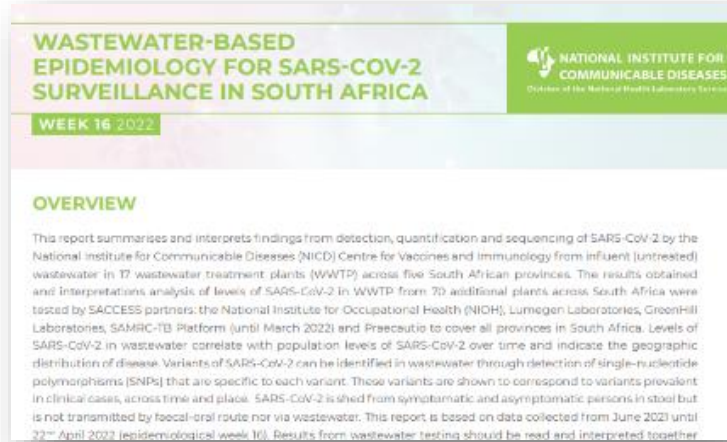 WASTEWATER-BASED
EPIDEMIOLOGY FOR SARS-COV-2
SURVEILLANCE IN SOUTH AFRICA
WEEK 16 2022
NATIONAL INSTITUTE FOR
COMMUNICABLE DISEASES
Division of the National Health Laboratory Service
OVERVIEW
This report summarises and interprets findings from detection, quantification and sequencing of SARS-CoV-2 by the
National Institute for Communicable Diseases (NICD) Centre for Vaccines and Immunology from influent (untreated)
wastewater in 17 wastewater treatment plants (WWTP) across five South African provinces. The results obtained
and interpretations analysis of levels of SARS-CoV-2 in WWTP from 70 additional plants across South Africa were
tested by SACCESS partners: the National Institute for Occupational Health (NIOH), Lumegen Laboratories, GreenHill
Laboratories, SAMRC-TB Platform (until March 2022) and Praecautio to cover all provinces in South Africa. Levels of
SARS-CoV-2 in wastewater correlate with population levels of SARS-CoV-2 over time and indicate the geographic
distribution of disease. Variants of SARS-CoV-2 can be identified in wastewater through detection of single-nucleotide
polymorphisms (SNPs) that are specific to each variant. These variants are shown to correspond to variants prevalent
in clinical cases, across time and place. SARS-CoV-2 is shed from symptomatic and asymptomatic persons in stool but
is not transmitted by faecal-oral route nor via wastewater. This report is based on data collected from June 2021 until
22ⁿᵈ April 2022 (epidemiological week 16). Results from wastewater testing should be read and interpreted together